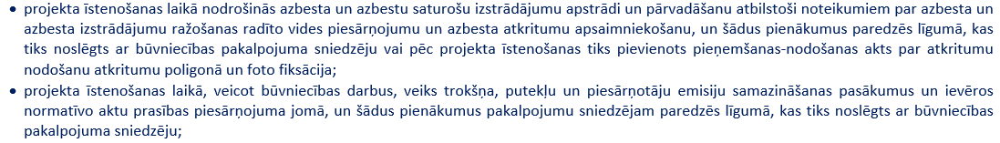 • projekta īstenošanas laikā nodrošinās azbesta un azbestu saturošu izstrādājumu apstrādi un pārvadāšanu atbilstoši noteikumiem par azbesta un
azbesta izstrādājumu ražošanas radīto vides piesārņojumu un azbesta atkritumu apsaimniekošanu, un šādus pienākumus paredzēs līgumā, kas
tiks noslēgts ar būvniecības pakalpojuma sniedzēju vai pēc projekta īstenošanas tiks pievienots pieņemšanas-nodošanas akts par atkritumu
nodošanu atkritumu poligonā un foto fiksācija;
• projekta īstenošanas laikā, veicot būvniecības darbus, veiks trokšņa, putekļu un piesārņotāju emisiju samazināšanas pasākumus un ievēros
normatīvo aktu prasības piesārņojuma jomā, un šādus pienākumus pakalpojumu sniedzējam paredzēs līgumā, kas tiks noslēgts ar būvniecības
pakalpojuma sniedzēju;